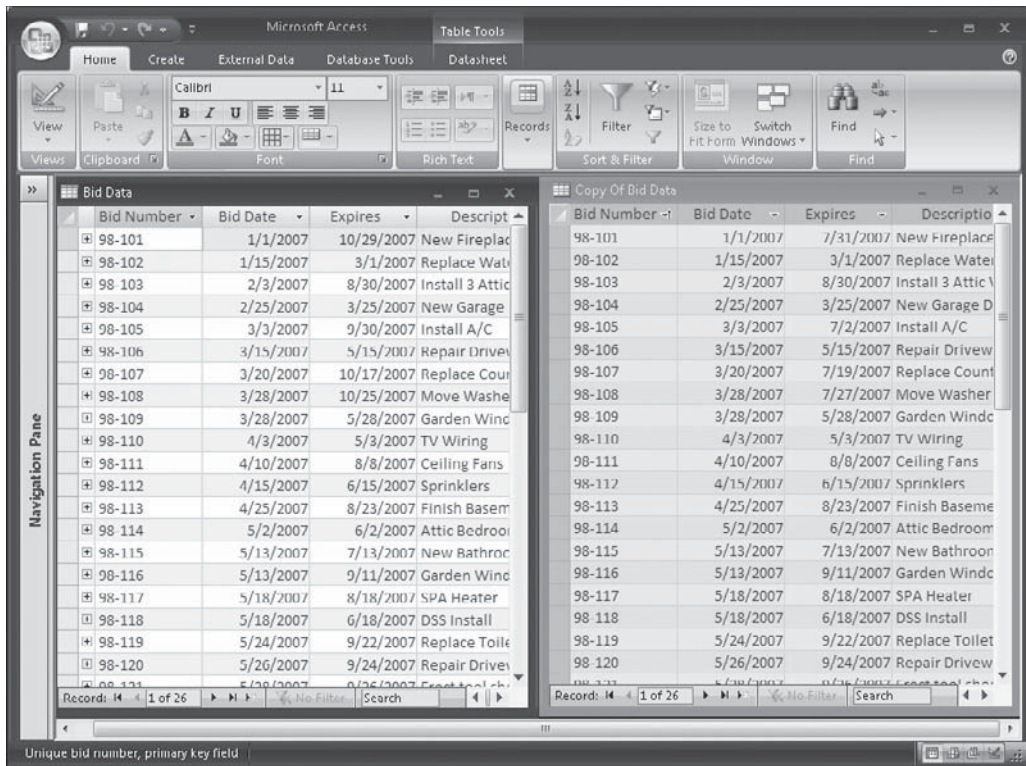 Microsoft Access
Table Tools
Home Create External Data Database Tools Datasheet
Calibri 11
View
Paste
B I U
Records
Filter
Size to Fit Form
Switch Windows
Find
Views Clipboard Font Rich Text Sort & Filter Window Find
Navigation Pane
Bid Data
Bid Number Bid Date Expires Descript
98-101 1/1/2007 10/29/2007 New Fireplac
98-102 1/15/2007 3/1/2007 Replace Wat
98-103 2/3/2007 8/30/2007 Install 3 Attic
98-104 2/25/2007 3/25/2007 New Garage
98-105 3/3/2007 9/30/2007 Install A/C
98-106 3/15/2007 5/15/2007 Repair Drivev
98-107 3/20/2007 10/17/2007 Replace Cour
98-108 3/28/2007 10/25/2007 Move Washe
98-109 3/28/2007 5/28/2007 Garden Wind
98-110 4/3/2007 5/3/2007 TV Wiring
98-111 4/10/2007 8/8/2007 Ceiling Fans
98-112 4/15/2007 6/15/2007 Sprinklers
98-113 4/25/2007 8/23/2007 Finish Basem
98-114 5/2/2007 6/2/2007 Attic Bedroo
98-115 5/13/2007 7/13/2007 New Bathroo
98-116 5/13/2007 9/11/2007 Garden Wind
98-117 5/18/2007 8/18/2007 SPA Heater
98-118 5/18/2007 6/18/2007 DSS Install
98-119 5/24/2007 9/22/2007 Replace Toile
98-120 5/26/2007 9/24/2007 Repair Drivev
Record: 1 of 26 No Filter Search
Copy Of Bid Data
Bid Number Bid Date Expires Descriptio
98-101 1/1/2007 7/31/2007 New Fireplace
98-102 1/15/2007 3/1/2007 Replace Water
98-103 2/3/2007 8/30/2007 Install 3 Attic
98-104 2/25/2007 3/25/2007 New Garage D
98-105 3/3/2007 7/2/2007 Install A/C
98-106 3/15/2007 5/15/2007 Repair Drivew
98-107 3/20/2007 7/19/2007 Replace Count
98-108 3/28/2007 7/27/2007 Move Washer
98-109 3/28/2007 5/28/2007 Garden Windo
98-110 4/3/2007 5/3/2007 TV Wiring
98-111 4/10/2007 8/8/2007 Ceiling Fans
98-112 4/15/2007 6/15/2007 Sprinklers
98-113 4/25/2007 8/23/2007 Finish Baseme
98-114 5/2/2007 6/2/2007 Attic Bedroom
98-115 5/13/2007 7/13/2007 New Bathroon
98-116 5/13/2007 9/11/2007 Garden Windo
98-117 5/18/2007 8/18/2007 SPA Heater
98-118 5/18/2007 6/18/2007 DSS Install
98-119 5/24/2007 9/22/2007 Replace Toilet
98-120 5/26/2007 9/24/2007 Repair Drivew
Record: 1 of 26 No Filter Search
Unique bid number, primary key field